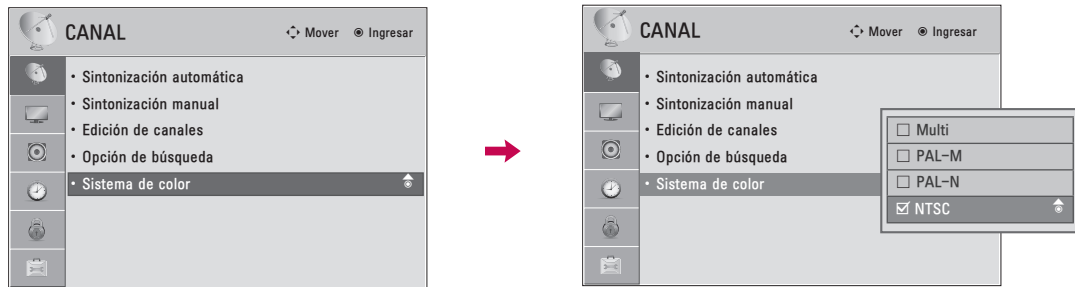 CANAL
Mover
Ingresar
• Sintonización automática
• Sintonización manual
• Edición de canales
• Opción de búsqueda
• Sistema de color
CANAL
Mover
Ingresar
• Sintonización automática
• Sintonización manual
• Edición de canales
• Opción de búsqueda
• Sistema de color
Multi
PAL-M
PAL-N
NTSC